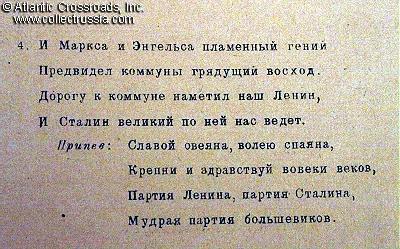 © Atlantic Crossroads, Inc.
www.collectrussia.com
4. И Маркса и Энгельса пламенный гений
Предвидел коммуны грядущий восход.
Дорогу к коммуне наметил наш Ленин,
И Сталин великий по ней нас ведет.
Припев: Славой овеяна, волею спаяна,
Крепни и здравствуй вовеки веков,
Партия Ленина, партия Сталина,
Мудрая партия большевиков.